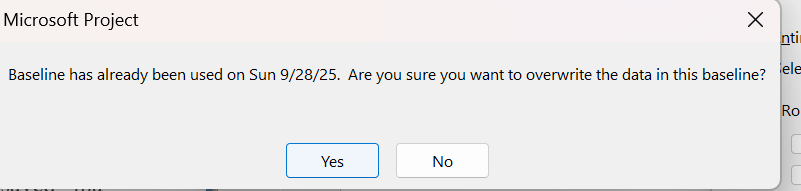 Microsoft Project
Baseline has already been used on Sun 9/28/25.  Are you sure you want to overwrite the data in this baseline?
Yes
No